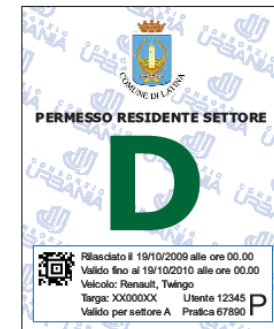 COMUNE DI LATINA
PERMESSO RESIDENTE SETTORE
D
Rilasciato il 19/10/2009 alle ore 00.00
Valido fino al 19/10/2010 alle ore 00.00
Veicolo: Renault, Twingo
Targa: XX000XX Utente 12345
Valido per settore A Pratica 67890 P